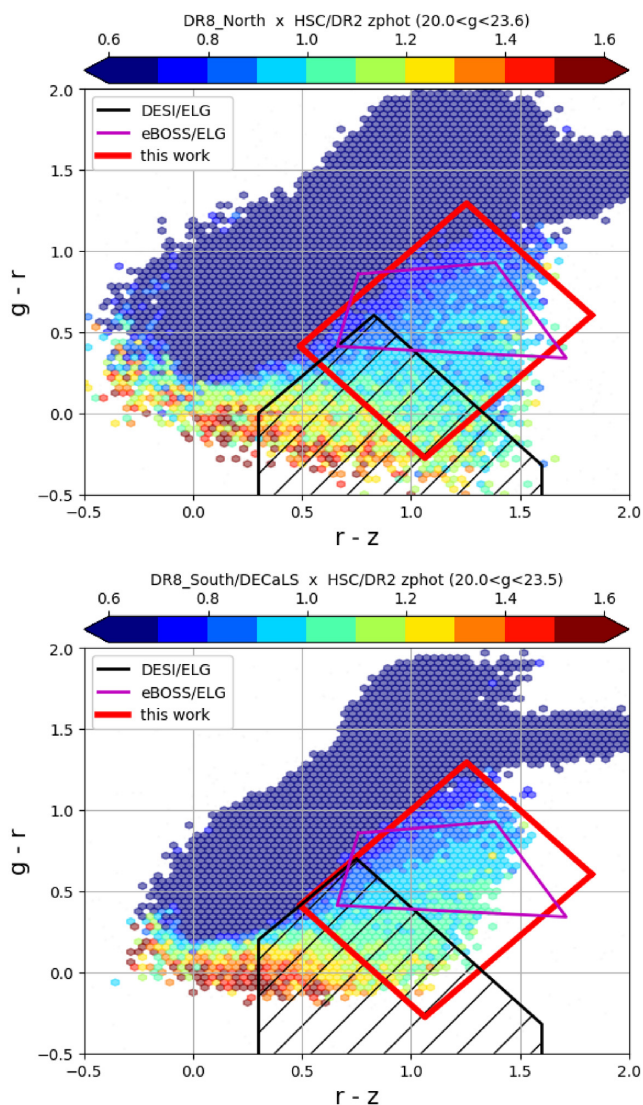 DR8_North x HSC/DR2 zphot (20.0<g<23.6)
0.6 0.8 1.0 1.2 1.4 1.6
2.0
DESI/ELG
eBOSS/ELG
this work
1.5
1.0
g - r
0.5
0.0
−0.5
−0.5 0.0 0.5 1.0 1.5 2.0
r - z
DR8_South/DECaLS x HSC/DR2 zphot (20.0<g<23.5)
0.6 0.8 1.0 1.2 1.4 1.6
2.0
DESI/ELG
eBOSS/ELG
this work
1.5
1.0
g - r
0.5
0.0
−0.5
−0.5 0.0 0.5 1.0 1.5 2.0
r - z